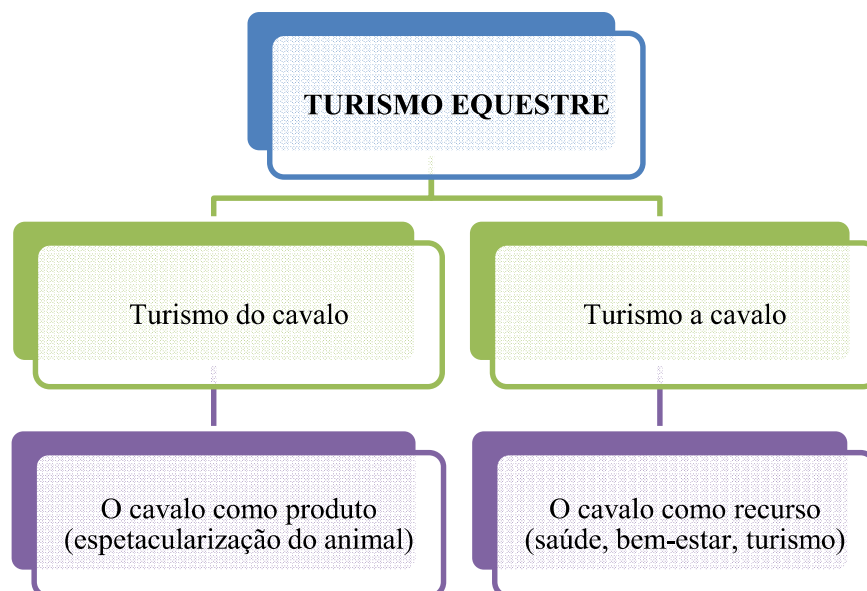 TURISMO EQUESTRE
Turismo do cavalo
Turismo a cavalo
O cavalo como produto
(espetacularização do animal)
O cavalo como recurso
(saúde, bem-estar, turismo)